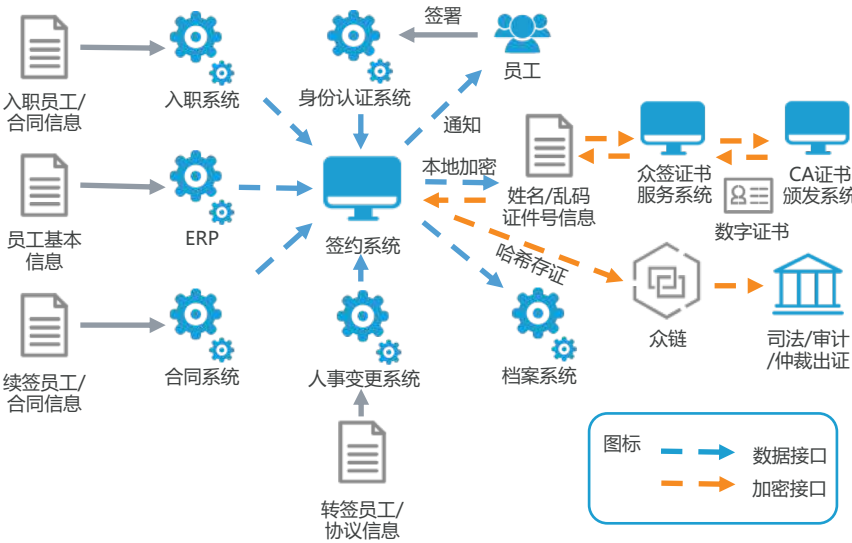 签署
员工
入职员工/
合同信息
入职系统
身份认证系统
通知
本地加密
姓名/乱码
证件号信息
众签证书
服务系统
CA证书
颁发系统
数字证书
员工基本
信息
ERP
签约系统
哈希存证
众链
司法/审计
/仲裁出证
续签员工/
合同信息
合同系统
人事变更系统
档案系统
转签员工/
协议信息
图标
数据接口
加密接口